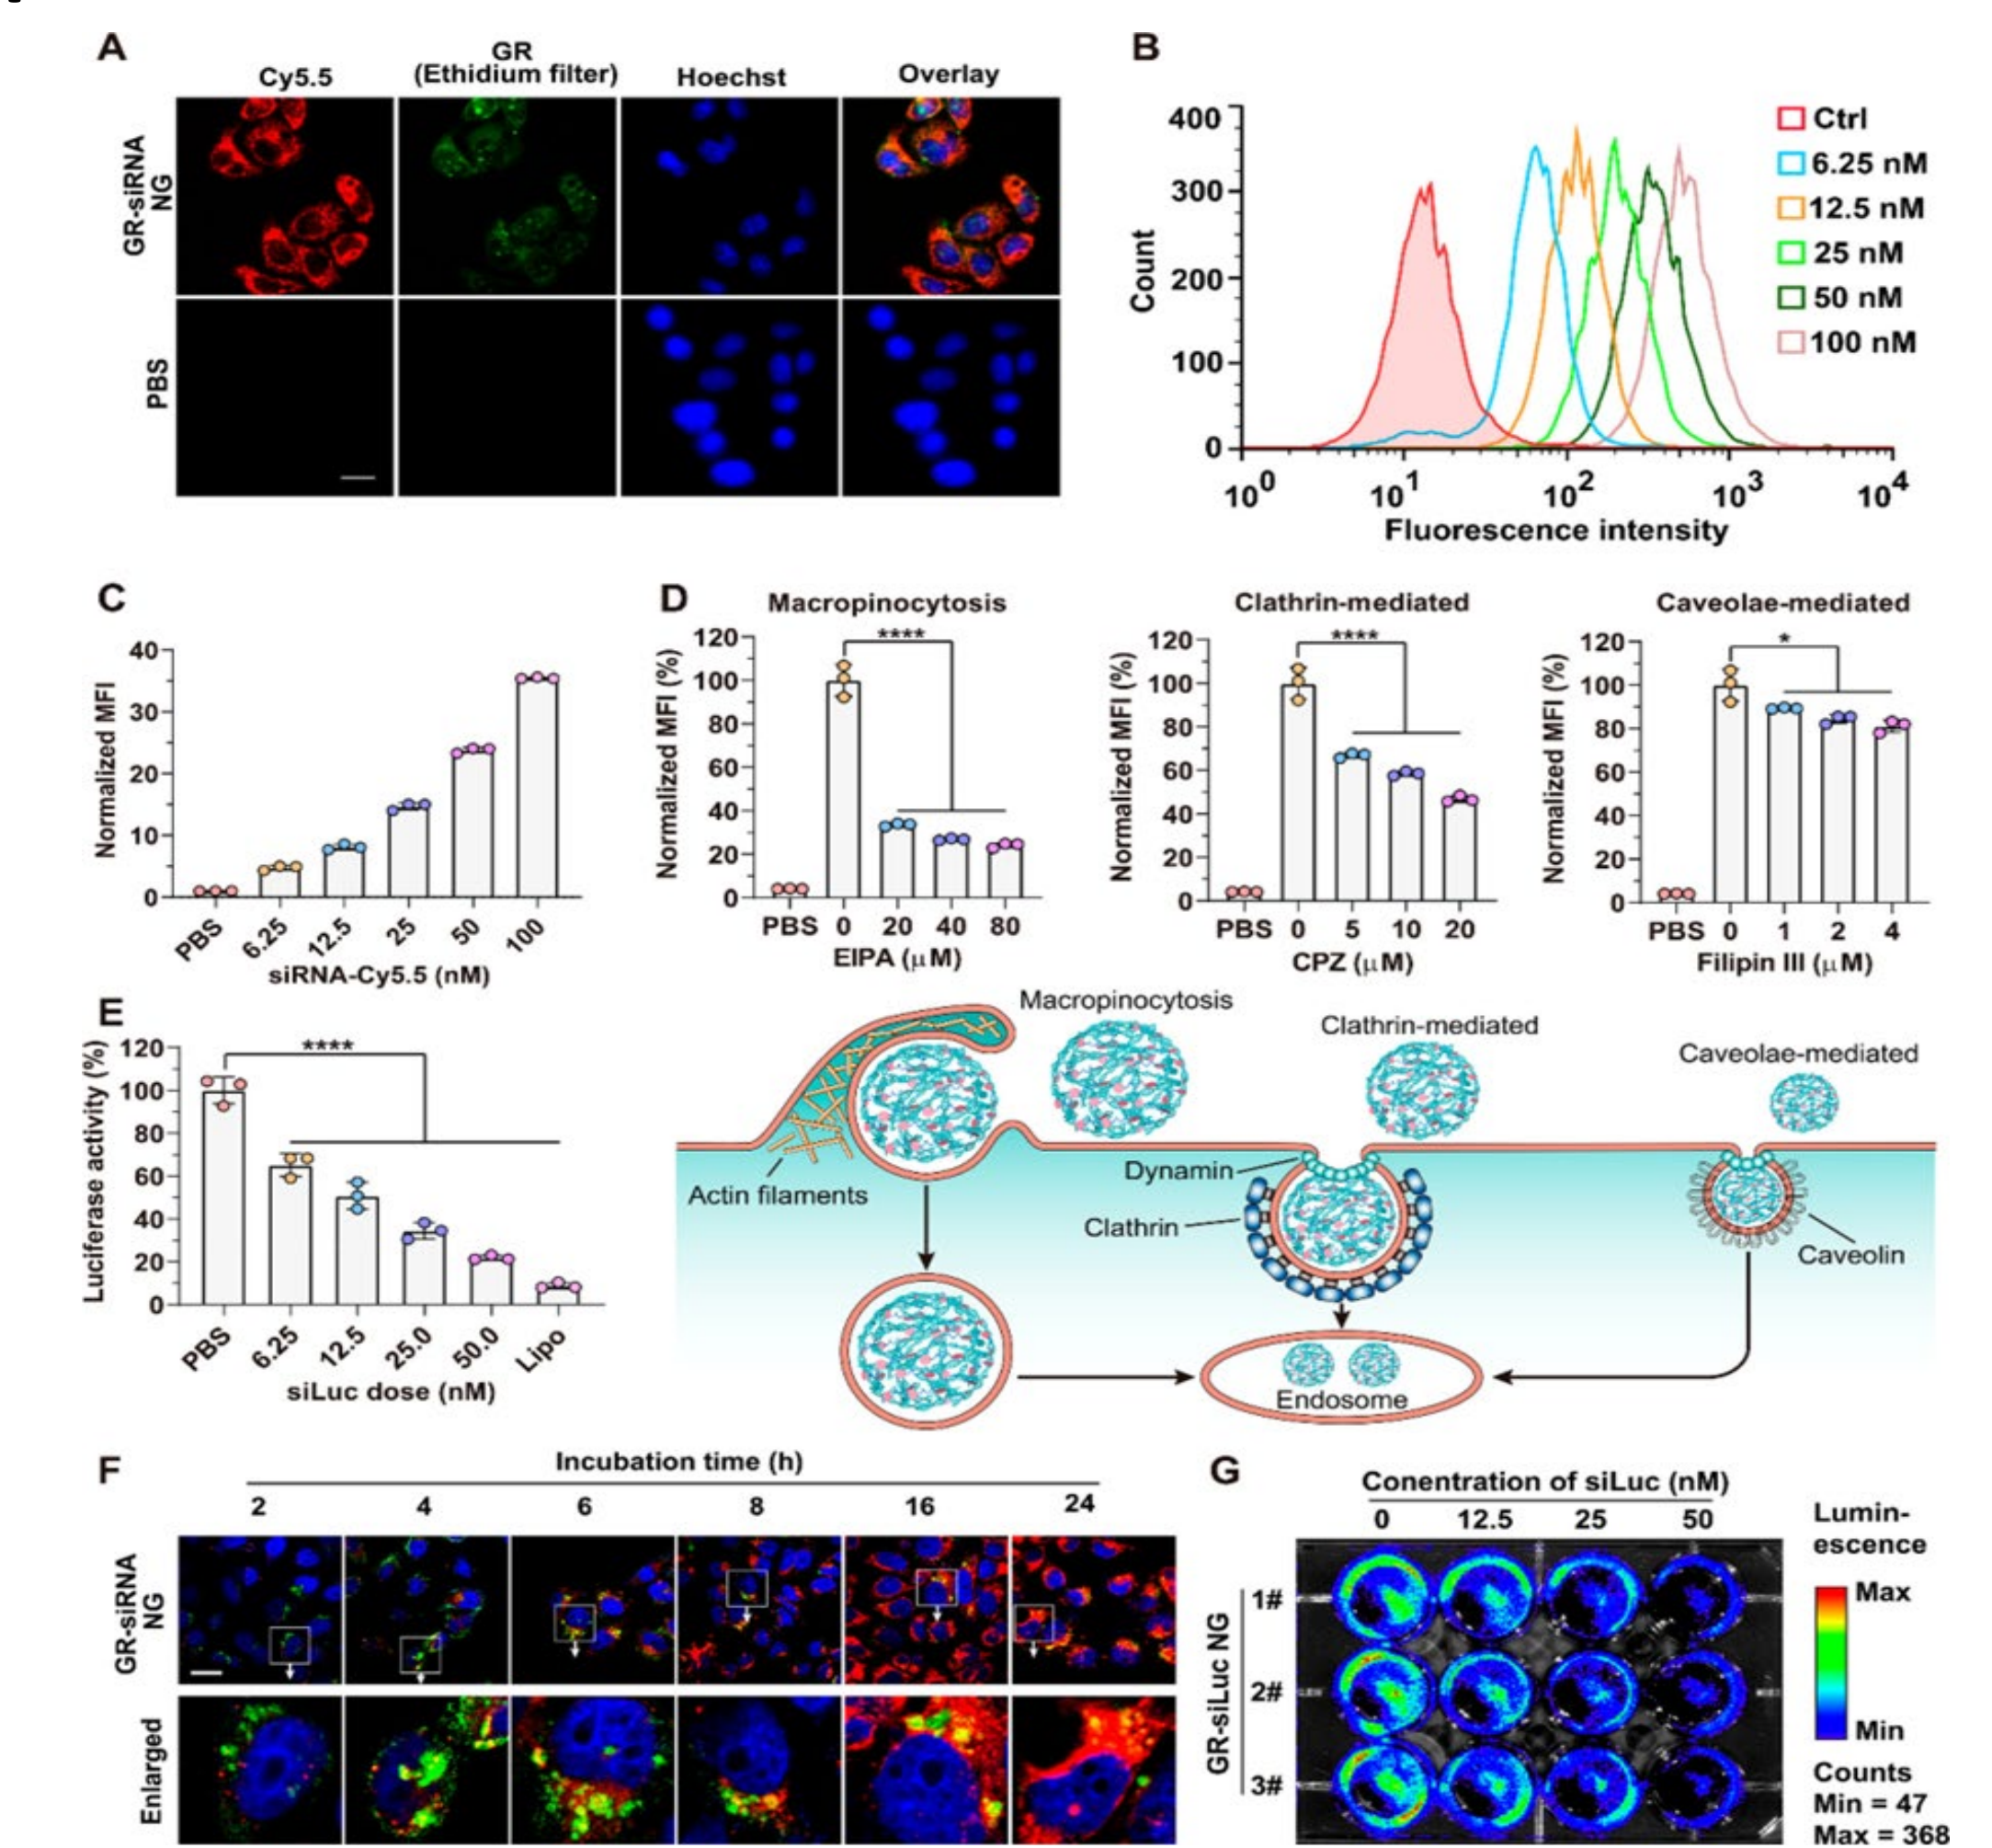 A
Cy5.5
GR
(Ethidium filter)
Hoechst
Overlay
GR-siRNA
NG
PBS
B
400
300
200
100
0
Count
10^0
10^1
10^2
10^3
10^4
Fluorescence intensity
Ctrl
6.25 nM
12.5 nM
25 nM
50 nM
100 nM
C
Normalized MFI
40
30
20
10
0
PBS
6.25
12.5
25
50
100
siRNA-Cy5.5 (nM)
D
Macropinocytosis
Normalized MFI (%)
120
100
80
60
40
20
0
****
PBS
0
20
40
80
EIPA (μM)
Clathrin-mediated
Normalized MFI (%)
120
100
80
60
40
20
0
****
PBS
0
5
10
20
CPZ (μM)
Caveolae-mediated
Normalized MFI (%)
120
100
80
60
40
20
0
*
PBS
0
1
2
4
Filipin III (μM)
E
Luciferase activity (%)
120
100
80
60
40
20
0
****
PBS
6.25
12.5
25.0
50.0
Lipo
siLuc dose (nM)
Macropinocytosis
Clathrin-mediated
Caveolae-mediated
Actin filaments
Dynamin
Clathrin
Caveolin
Endosome
F
Incubation time (h)
2
4
6
8
16
24
GR-siRNA
NG
Enlarged
G
Conentration of siLuc (nM)
0
12.5
25
50
GR-siLuc NG
1#
2#
3#
Lumin-
escence
Max
Min
Counts
Min = 47
Max = 368